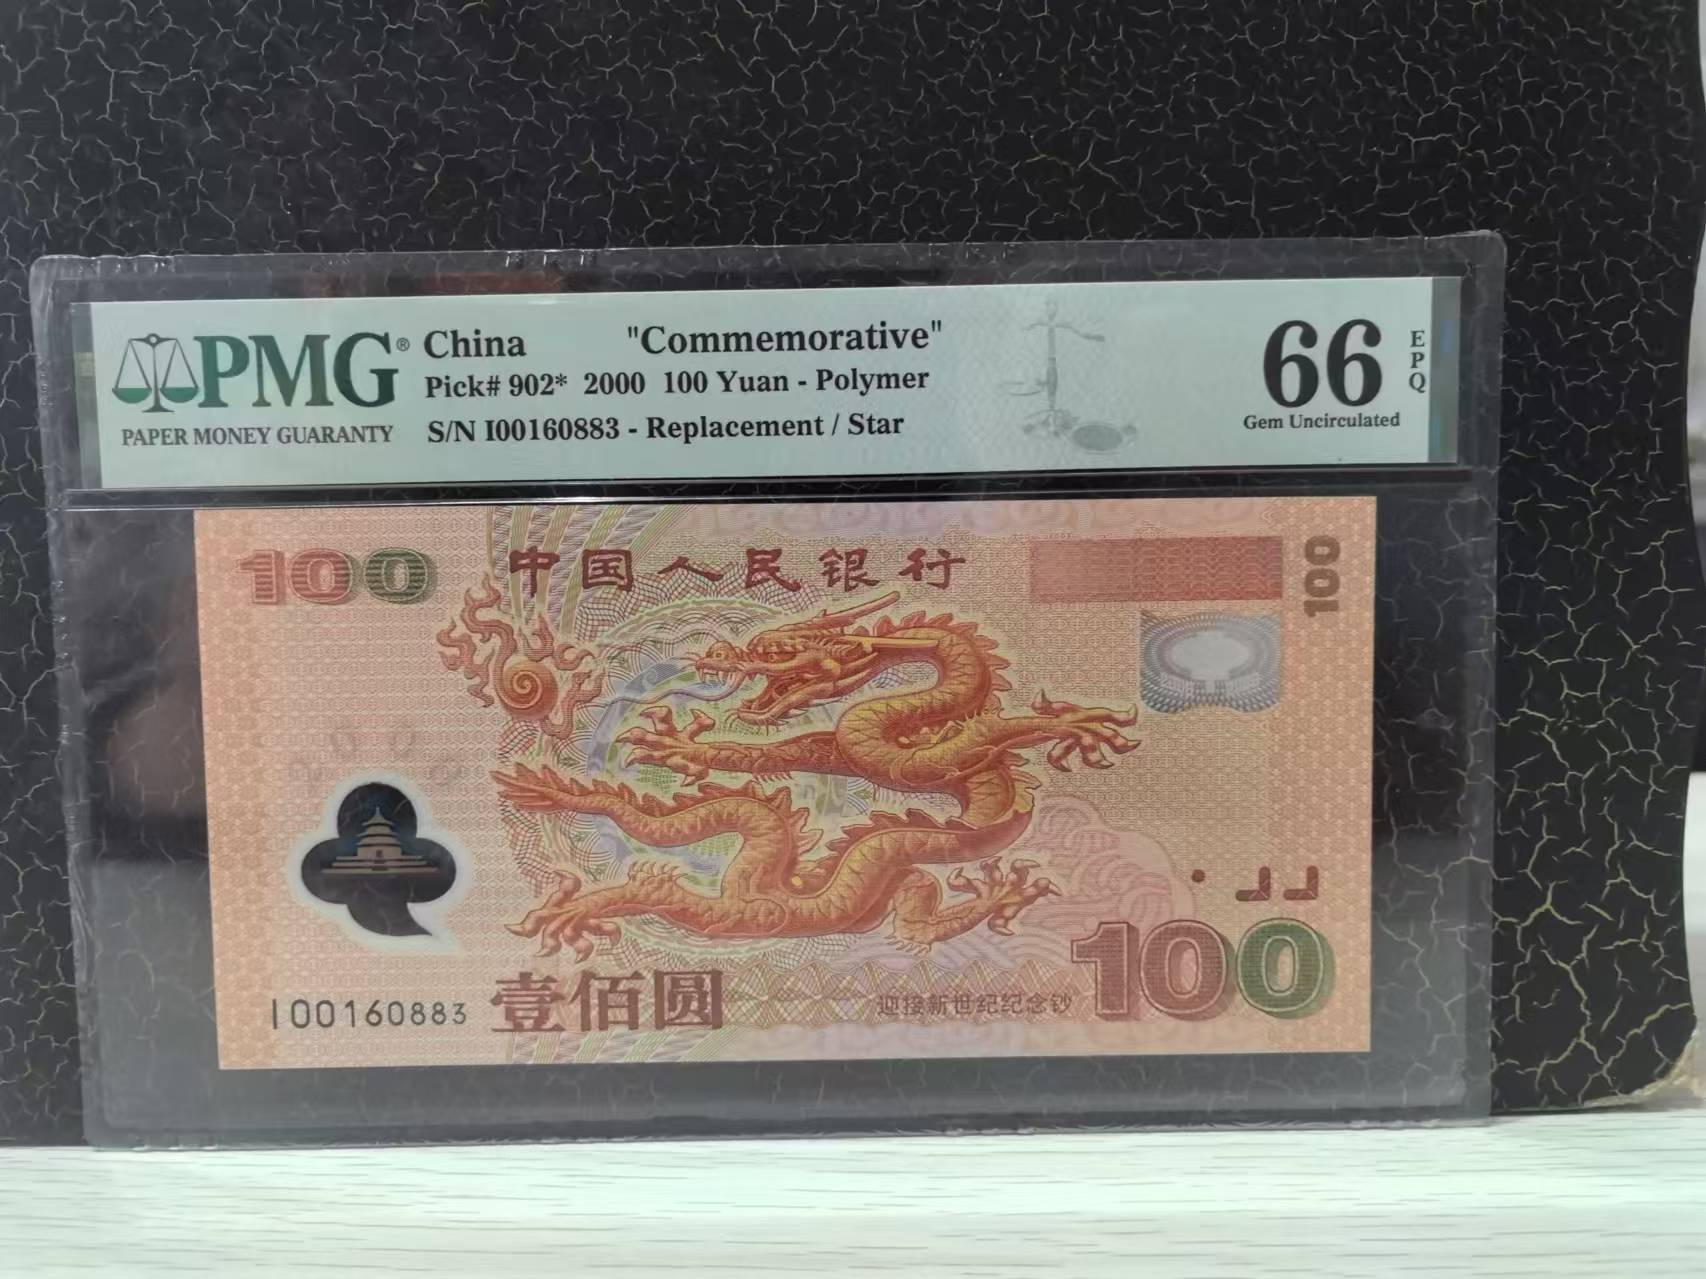 PMG® China "Commemorative"
Pick# 902* 2000 100 Yuan - Polymer
S/N I00160883 - Replacement / Star
PAPER MONEY GUARANTY
66 EPQ
Gem Uncirculated
100 中国人民银行 100
I00160883 壹佰圆 迎接新世纪纪念钞 100